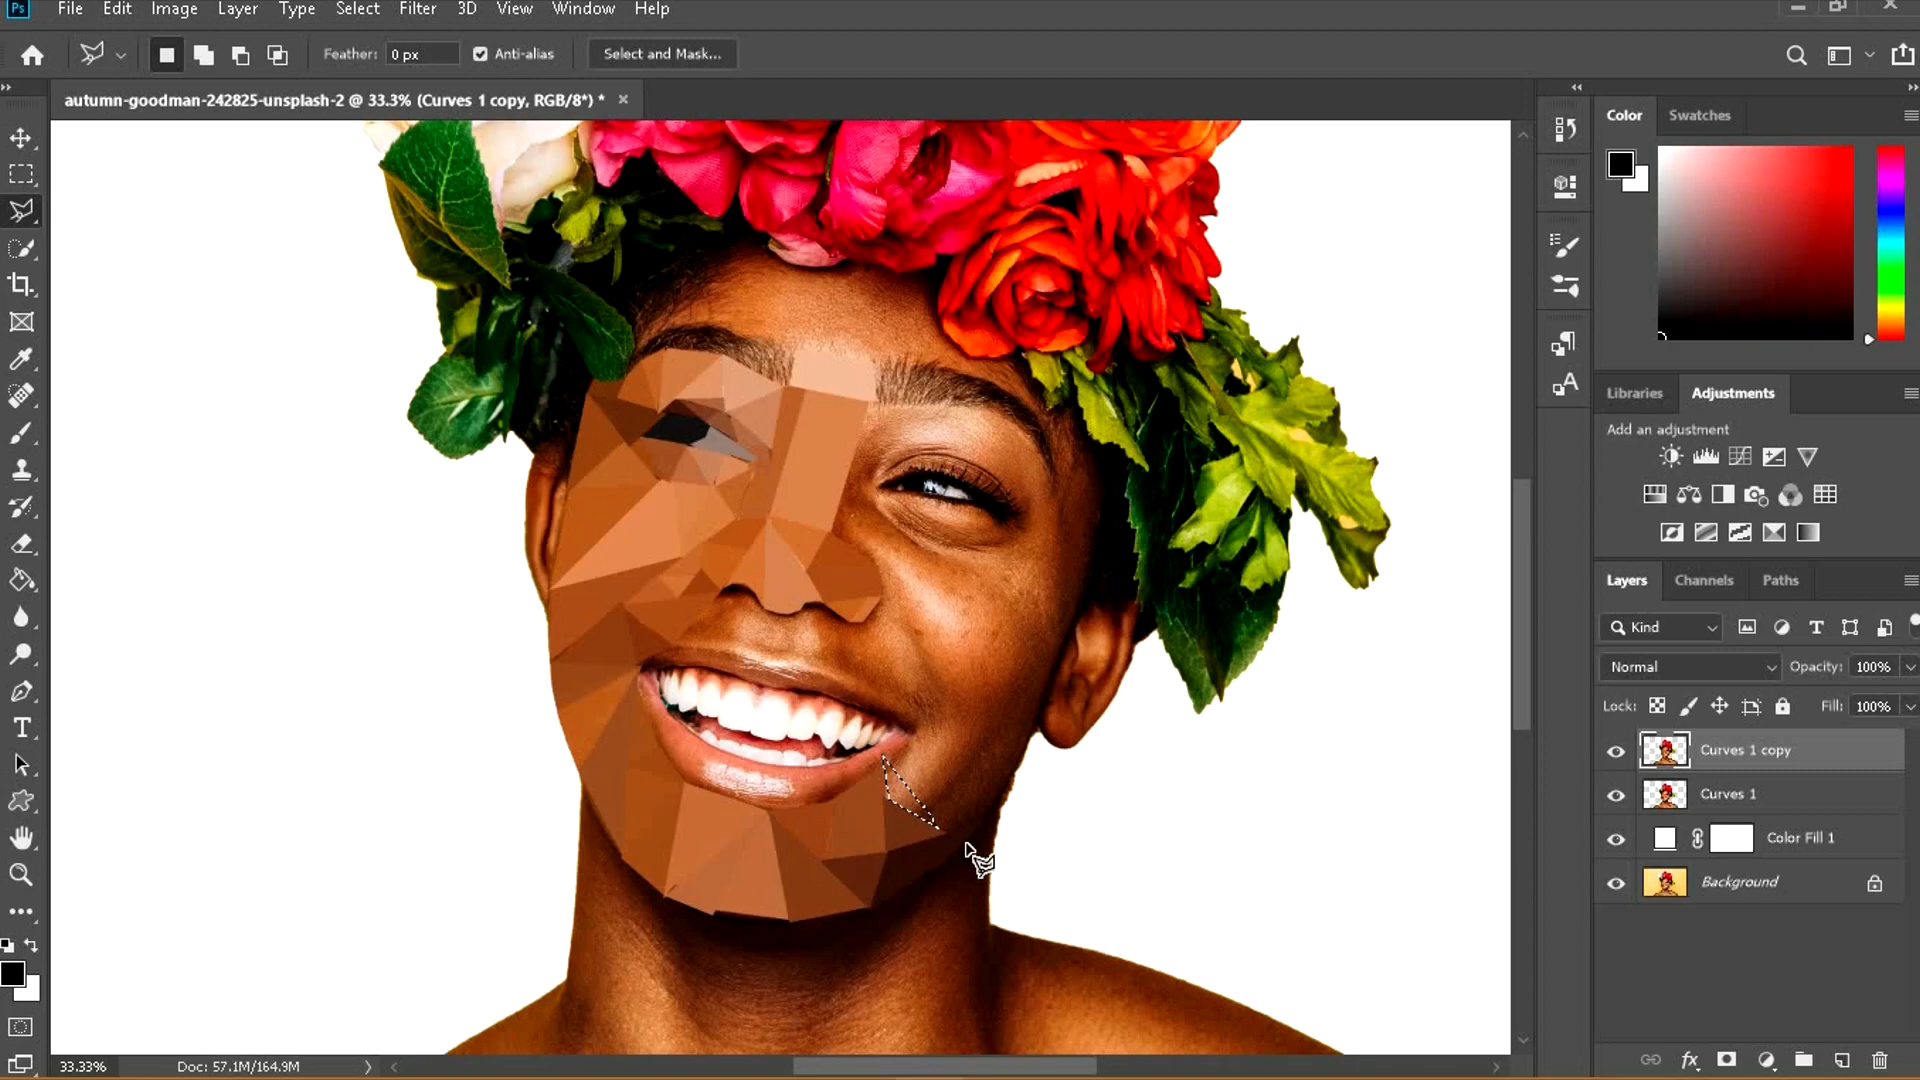 Ps File Edit Image Layer Type Select Filter 3D View Window Help
Feather: 0 px Anti-alias Select and Mask...
autumn-goodman-242825-unsplash-2 @ 33.3% (Curves 1 copy, RGB/8*) *
Color Swatches
Libraries Adjustments
Add an adjustment
Layers Channels Paths
Kind
Normal Opacity: 100%
Lock: Fill: 100%
Curves 1 copy
Curves 1
Color Fill 1
Background
33.33% Doc: 57.1M/164.9M